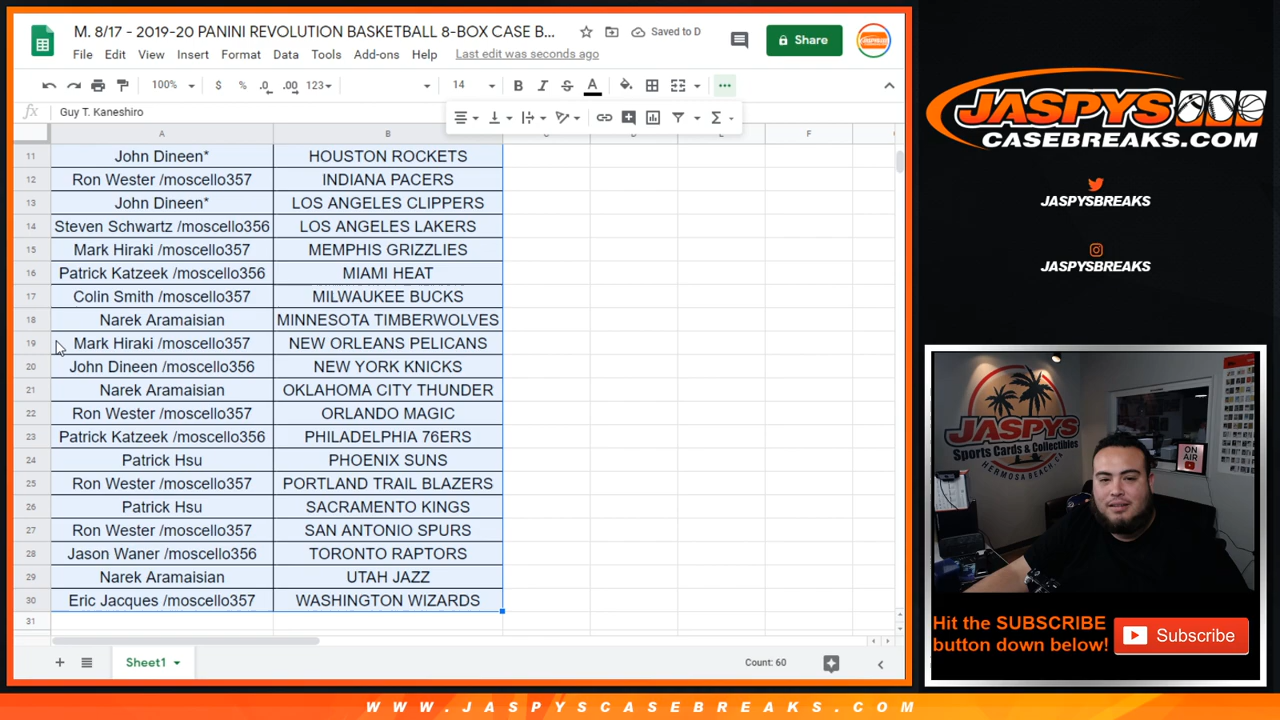 M. 8/17 - 2019-20 PANINI REVOLUTION BASKETBALL 8-BOX CASE B... Saved to D
Share
File Edit View Insert Format Data Tools Add-ons Help Last edit was seconds ago
100% $ % .0 .00 123 14 B I S A
fx Guy T. Kaneshiro
A B C D E F
11 John Dineen* HOUSTON ROCKETS
12 Ron Wester /moscello357 INDIANA PACERS
13 John Dineen* LOS ANGELES CLIPPERS
14 Steven Schwartz /moscello356 LOS ANGELES LAKERS
15 Mark Hiraki /moscello357 MEMPHIS GRIZZLIES
16 Patrick Katzeek /moscello356 MIAMI HEAT
17 Colin Smith /moscello357 MILWAUKEE BUCKS
18 Narek Aramaisian MINNESOTA TIMBERWOLVES
19 Mark Hiraki /moscello357 NEW ORLEANS PELICANS
20 John Dineen /moscello356 NEW YORK KNICKS
21 Narek Aramaisian OKLAHOMA CITY THUNDER
22 Ron Wester /moscello357 ORLANDO MAGIC
23 Patrick Katzeek /moscello356 PHILADELPHIA 76ERS
24 Patrick Hsu PHOENIX SUNS
25 Ron Wester /moscello357 PORTLAND TRAIL BLAZERS
26 Patrick Hsu SACRAMENTO KINGS
27 Ron Wester /moscello357 SAN ANTONIO SPURS
28 Jason Waner /moscello356 TORONTO RAPTORS
29 Narek Aramaisian UTAH JAZZ
30 Eric Jacques /moscello357 WASHINGTON WIZARDS
31
Sheet1 Count: 60
JASPYS
CASEBREAKS.COM
JASPYSBREAKS
JASPYSBREAKS
JASPYS
Sports Cards & Collectibles
HERMOSA BEACH, CA
ON AIR
Hit the SUBSCRIBE
button down below!
Subscribe
WWW.JASPYSCASEBREAKS.COM